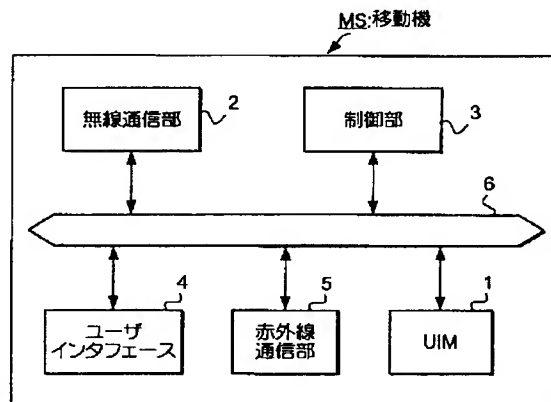 MS:移動機
無線通信部
2
制御部
3
6
4
ユーザ
インタフェース
5
赤外線
通信部
1
UIM